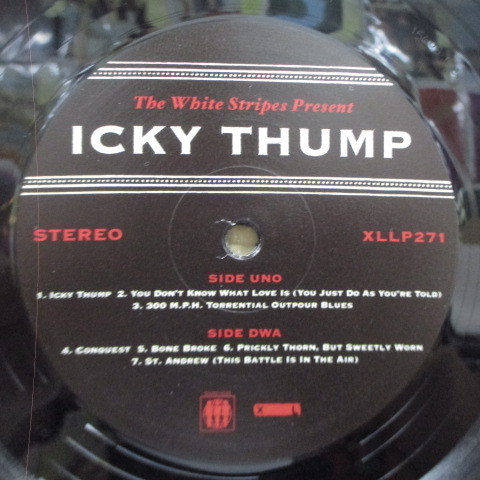 The White Stripes Present
ICKY THUMP
STEREO
XLLP271
SIDE UNO
1. Icky Thump 2. You Don't Know What Love Is (You Just Do As You're Told)
3. 300 M.P.H. Torrential Outpour Blues
SIDE DWA
4. Conquest 5. Bone Broke 6. Prickly Thorn, But Sweetly Worn
7. St. Andrew (This Battle Is In The Air)